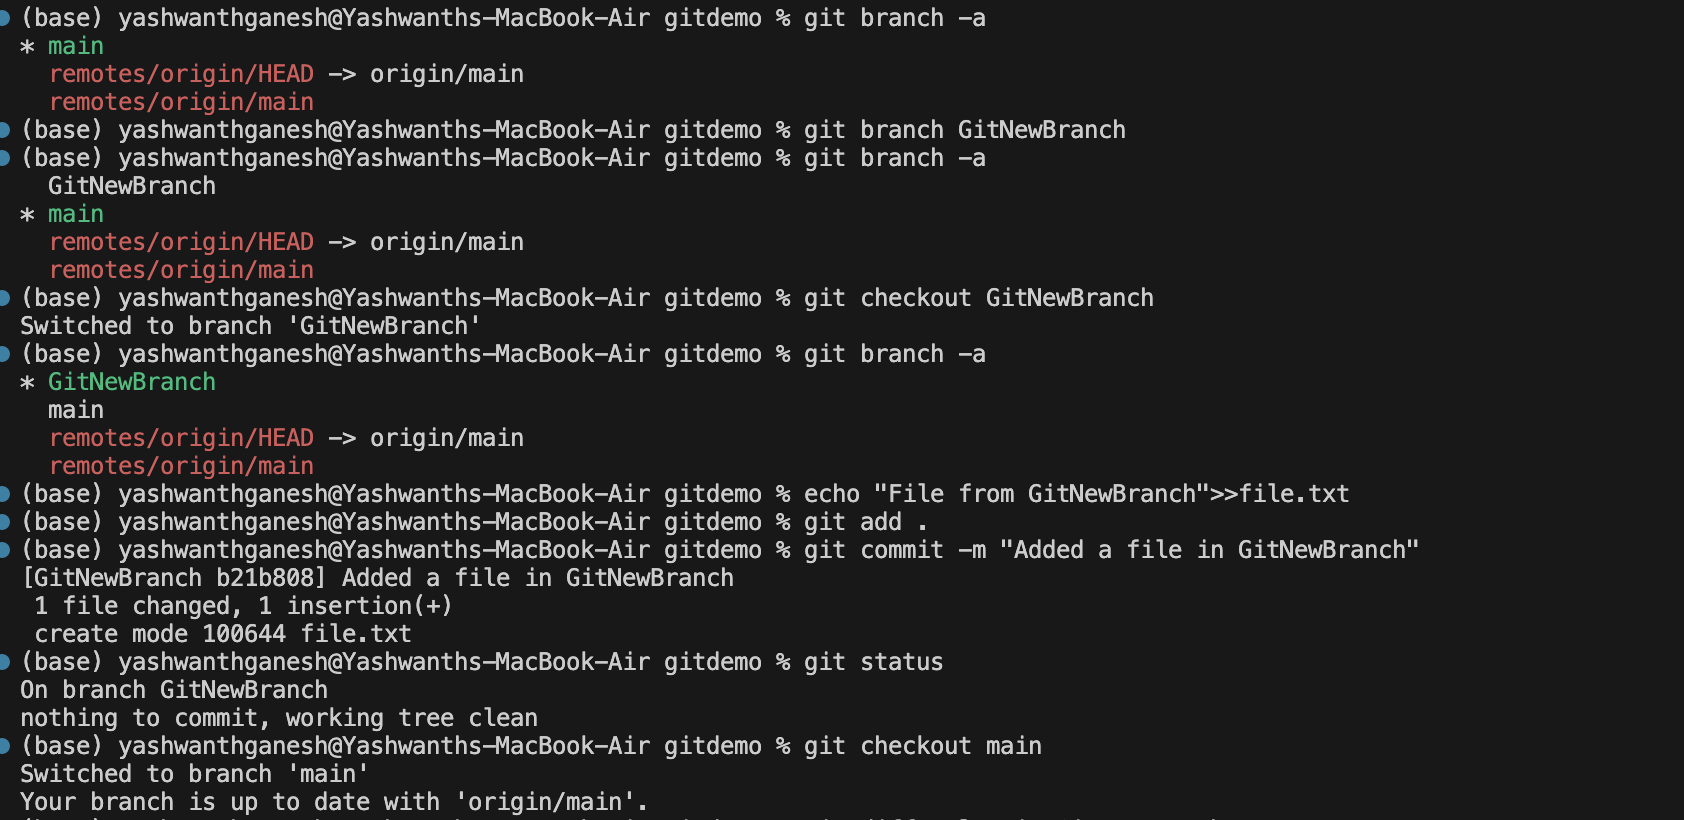 (base) yashwanthganesh@Yashwanths-MacBook-Air gitdemo % git branch -a
* main
remotes/origin/HEAD -> origin/main
remotes/origin/main
(base) yashwanthganesh@Yashwanths-MacBook-Air gitdemo % git branch GitNewBranch
(base) yashwanthganesh@Yashwanths-MacBook-Air gitdemo % git branch -a
GitNewBranch
* main
remotes/origin/HEAD -> origin/main
remotes/origin/main
(base) yashwanthganesh@Yashwanths-MacBook-Air gitdemo % git checkout GitNewBranch
Switched to branch 'GitNewBranch'
(base) yashwanthganesh@Yashwanths-MacBook-Air gitdemo % git branch -a
* GitNewBranch
main
remotes/origin/HEAD -> origin/main
remotes/origin/main
(base) yashwanthganesh@Yashwanths-MacBook-Air gitdemo % echo "File from GitNewBranch">>file.txt
(base) yashwanthganesh@Yashwanths-MacBook-Air gitdemo % git add .
(base) yashwanthganesh@Yashwanths-MacBook-Air gitdemo % git commit -m "Added a file in GitNewBranch"
[GitNewBranch b21b808] Added a file in GitNewBranch
1 file changed, 1 insertion(+)
create mode 100644 file.txt
(base) yashwanthganesh@Yashwanths-MacBook-Air gitdemo % git status
On branch GitNewBranch
nothing to commit, working tree clean
(base) yashwanthganesh@Yashwanths-MacBook-Air gitdemo % git checkout main
Switched to branch 'main'
Your branch is up to date with 'origin/main'.